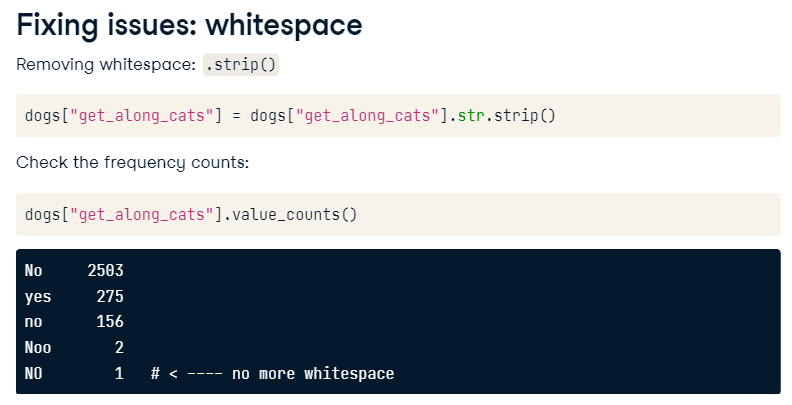 Fixing issues: whitespace
Removing whitespace: .strip()
dogs["get_along_cats"] = dogs["get_along_cats"].str.strip()
Check the frequency counts:
dogs["get_along_cats"].value_counts()
No 2503
yes 275
no 156
Noo 2
NO 1 # < ---- no more whitespace